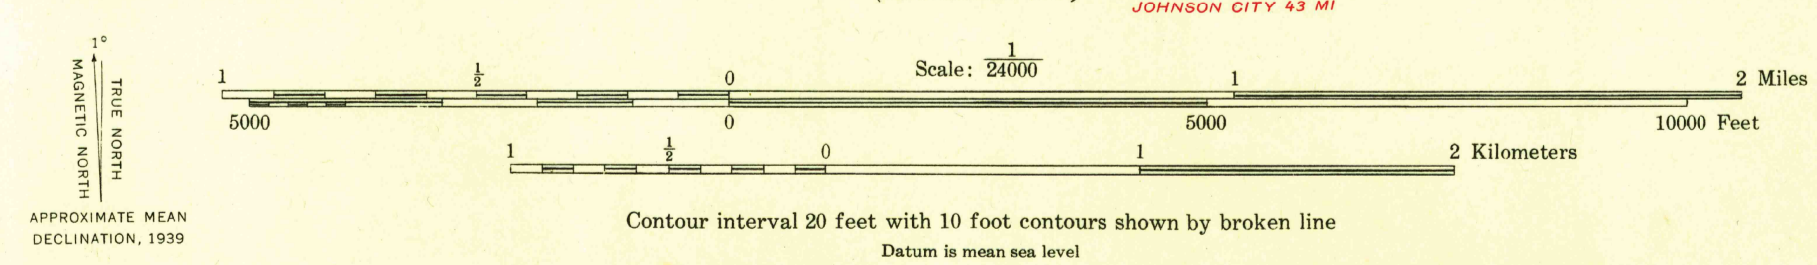 JOHNSON CITY 43 MI
1°
TRUE NORTH
MAGNETIC NORTH
APPROXIMATE MEAN
DECLINATION, 1939
Scale: 1/24000
1 ½ 0 1 2 Miles
5000 0 5000 10000 Feet
1 ½ 0 1 2 Kilometers
Contour interval 20 feet with 10 foot contours shown by broken line
Datum is mean sea level